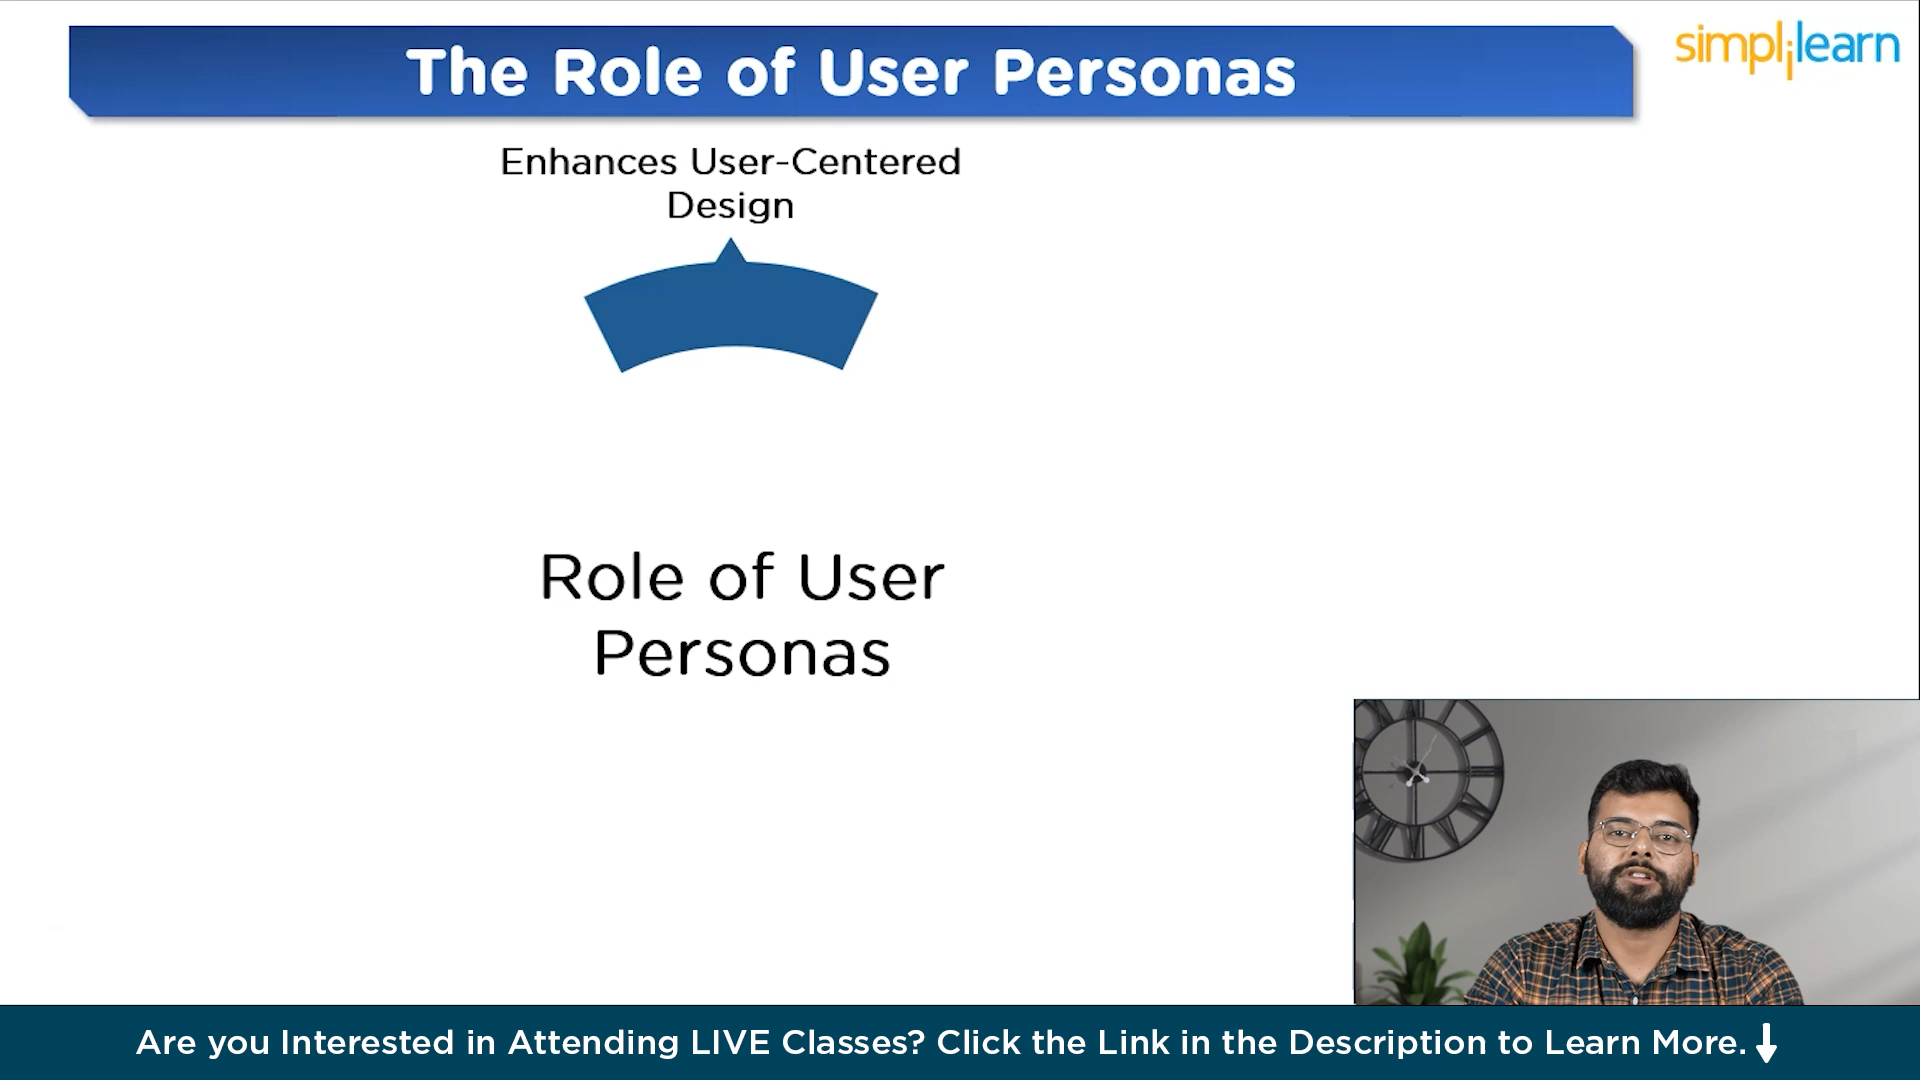 The Role of User Personas
simplilearn
Enhances User-Centered
Design
Role of User
Personas
Are you Interested in Attending LIVE Classes? Click the Link in the Description to Learn More.